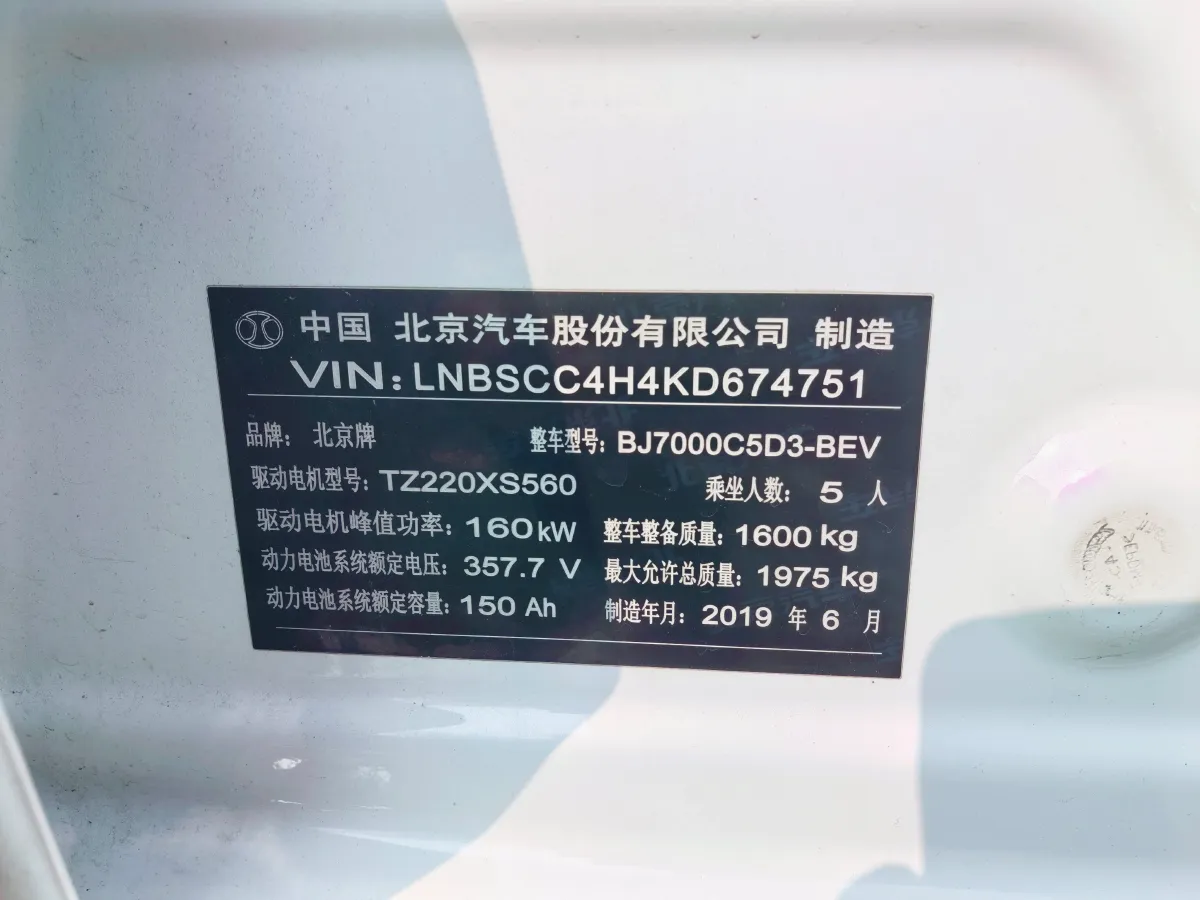 中国 北京汽车股份有限公司 制造
VIN: LNBSCC4H4KD674751
品牌: 北京牌 整车型号: BJ7000C5D3-BEV
驱动电机型号: TZ220XS560 乘坐人数: 5 人
驱动电机峰值功率: 160kW 整车整备质量: 1600 kg
动力电池系统额定电压: 357.7 V 最大允许总质量: 1975 kg
动力电池系统额定容量: 150 Ah 制造年月: 2019 年 6 月